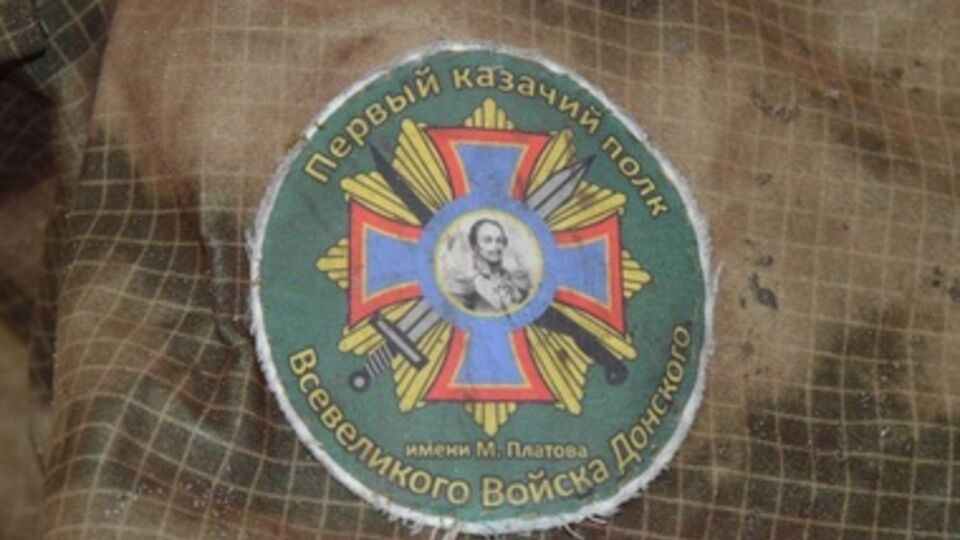 Первый казачий полк
имени М. Платова
Всевеликого Войска Донского